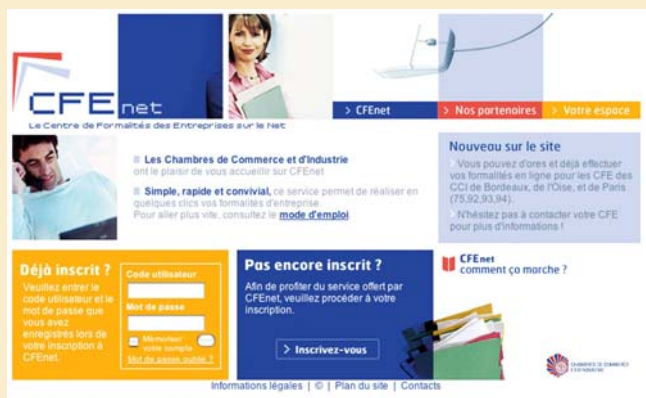 CFE net
Le Centre de Formalités des Entreprises sur le Net
> CFEnet
> Nos partenaires
> Votre espace
Les Chambres de Commerce et d'Industrie
ont le plaisir de vous accueillir sur CFEnet
Simple, rapide et convivial, ce service permet de réaliser en
quelques clics vos formalités d'entreprise.
Pour aller plus vite, consultez le mode d'emploi.
Nouveau sur le site
> Vous pouvez d'ores et déjà effectuer
vos formalités en ligne pour les CFE des
CCI de Bordeaux, de l'Oise, et de Paris
(75,92,93,94).
> N'hésitez pas à contacter votre CFE
pour plus d'informations !
Déjà inscrit ?
Veuillez entrer le
code utilisateur et le
mot de passe que
vous avez
enregistrés lors de
votre inscription à
CFEnet.
Code utilisateur
Mot de passe
Mémoriser
votre compte
Mot de passe oublié ?
Pas encore inscrit ?
Afin de profiter du service offert par
CFEnet, veuillez procéder à votre
inscription.
> Inscrivez-vous
CFEnet
comment ça marche ?
CHAMBRES DE COMMERCE
ET D'INDUSTRIE
Informations légales | © | Plan du site | Contacts